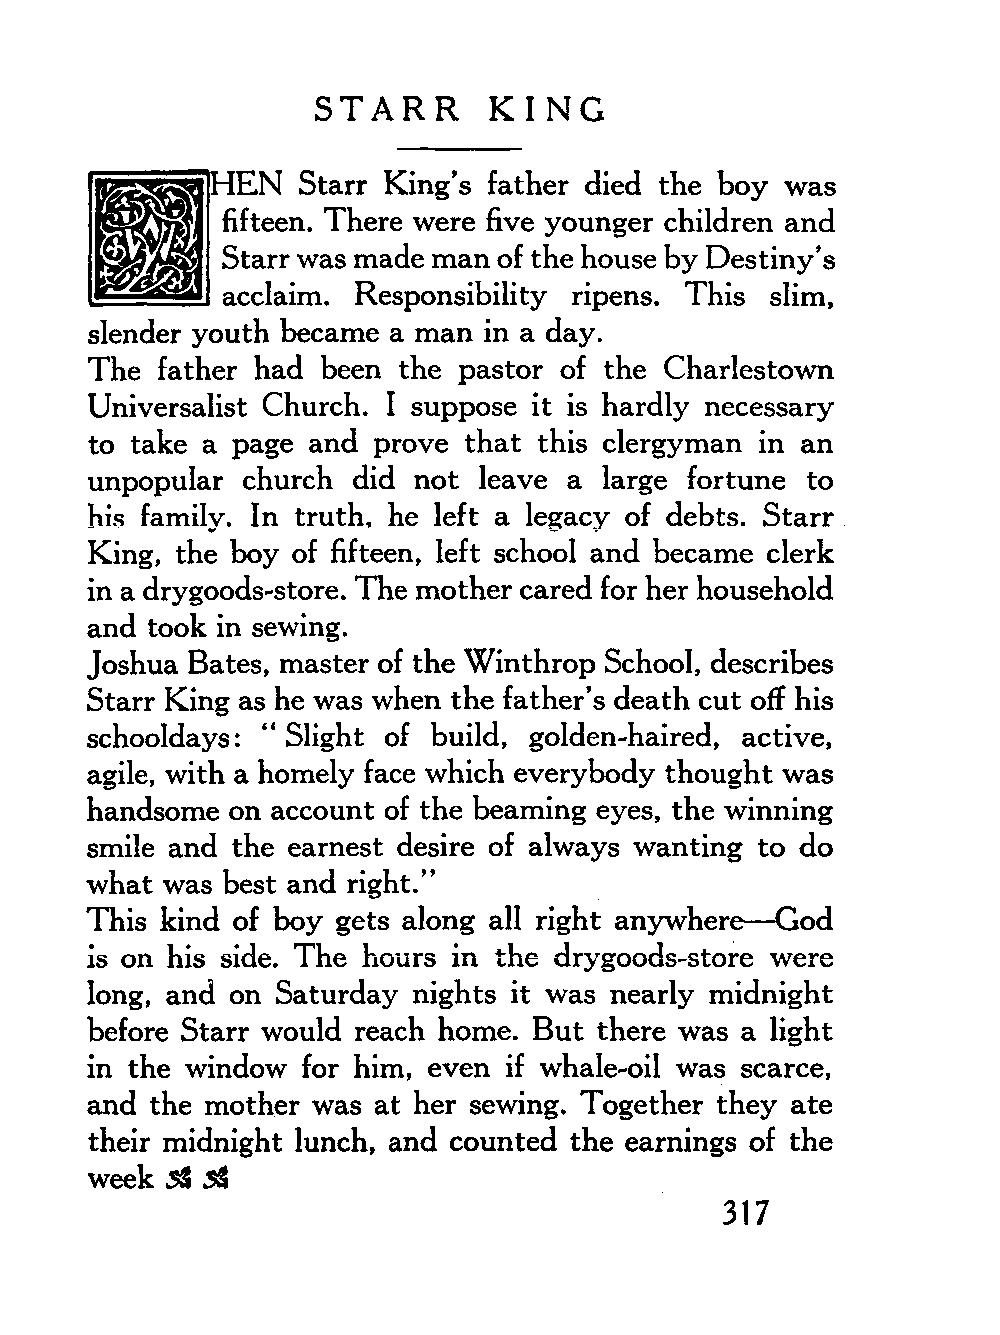 STARR KING
WHEN Starr King's father died the boy was
fifteen. There were five younger children and
Starr was made man of the house by Destiny's
acclaim. Responsibility ripens. This slim,
slender youth became a man in a day.
The father had been the pastor of the Charlestown
Universalist Church. I suppose it is hardly necessary
to take a page and prove that this clergyman in an
unpopular church did not leave a large fortune to
his family. In truth, he left a legacy of debts. Starr
King, the boy of fifteen, left school and became clerk
in a drygoods-store. The mother cared for her household
and took in sewing.
Joshua Bates, master of the Winthrop School, describes
Starr King as he was when the father's death cut off his
schooldays: “ Slight of build, golden-haired, active,
agile, with a homely face which everybody thought was
handsome on account of the beaming eyes, the winning
smile and the earnest desire of always wanting to do
what was best and right.”
This kind of boy gets along all right anywhere—God
is on his side. The hours in the drygoods-store were
long, and on Saturday nights it was nearly midnight
before Starr would reach home. But there was a light
in the window for him, even if whale-oil was scarce,
and the mother was at her sewing. Together they ate
their midnight lunch, and counted the earnings of the
week
317